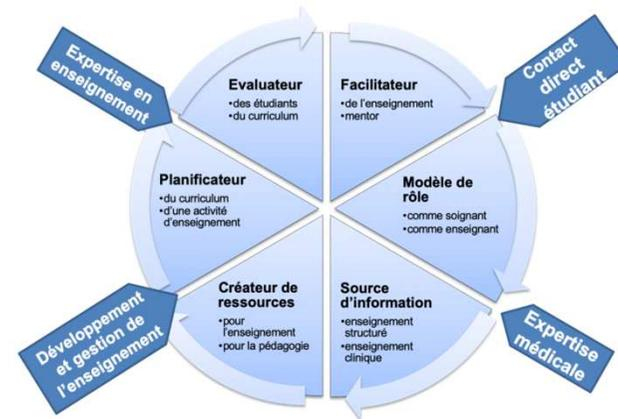 Expertise en
enseignement
Evaluateur
•des étudiants
•du curriculum
Facilitateur
•de l'enseignement
•mentor
Contact
direct
étudiant
Planificateur
•du curriculum
•d'une activité
d'enseignement
Modèle de
rôle
•comme soignant
•comme enseignant
Créateur de
ressources
•pour
l'enseignement
•pour la pédagogie
Source
d'information
•enseignement
structuré
•enseignement
clinique
Développement
et gestion de
l'enseignement
Expertise
médicale